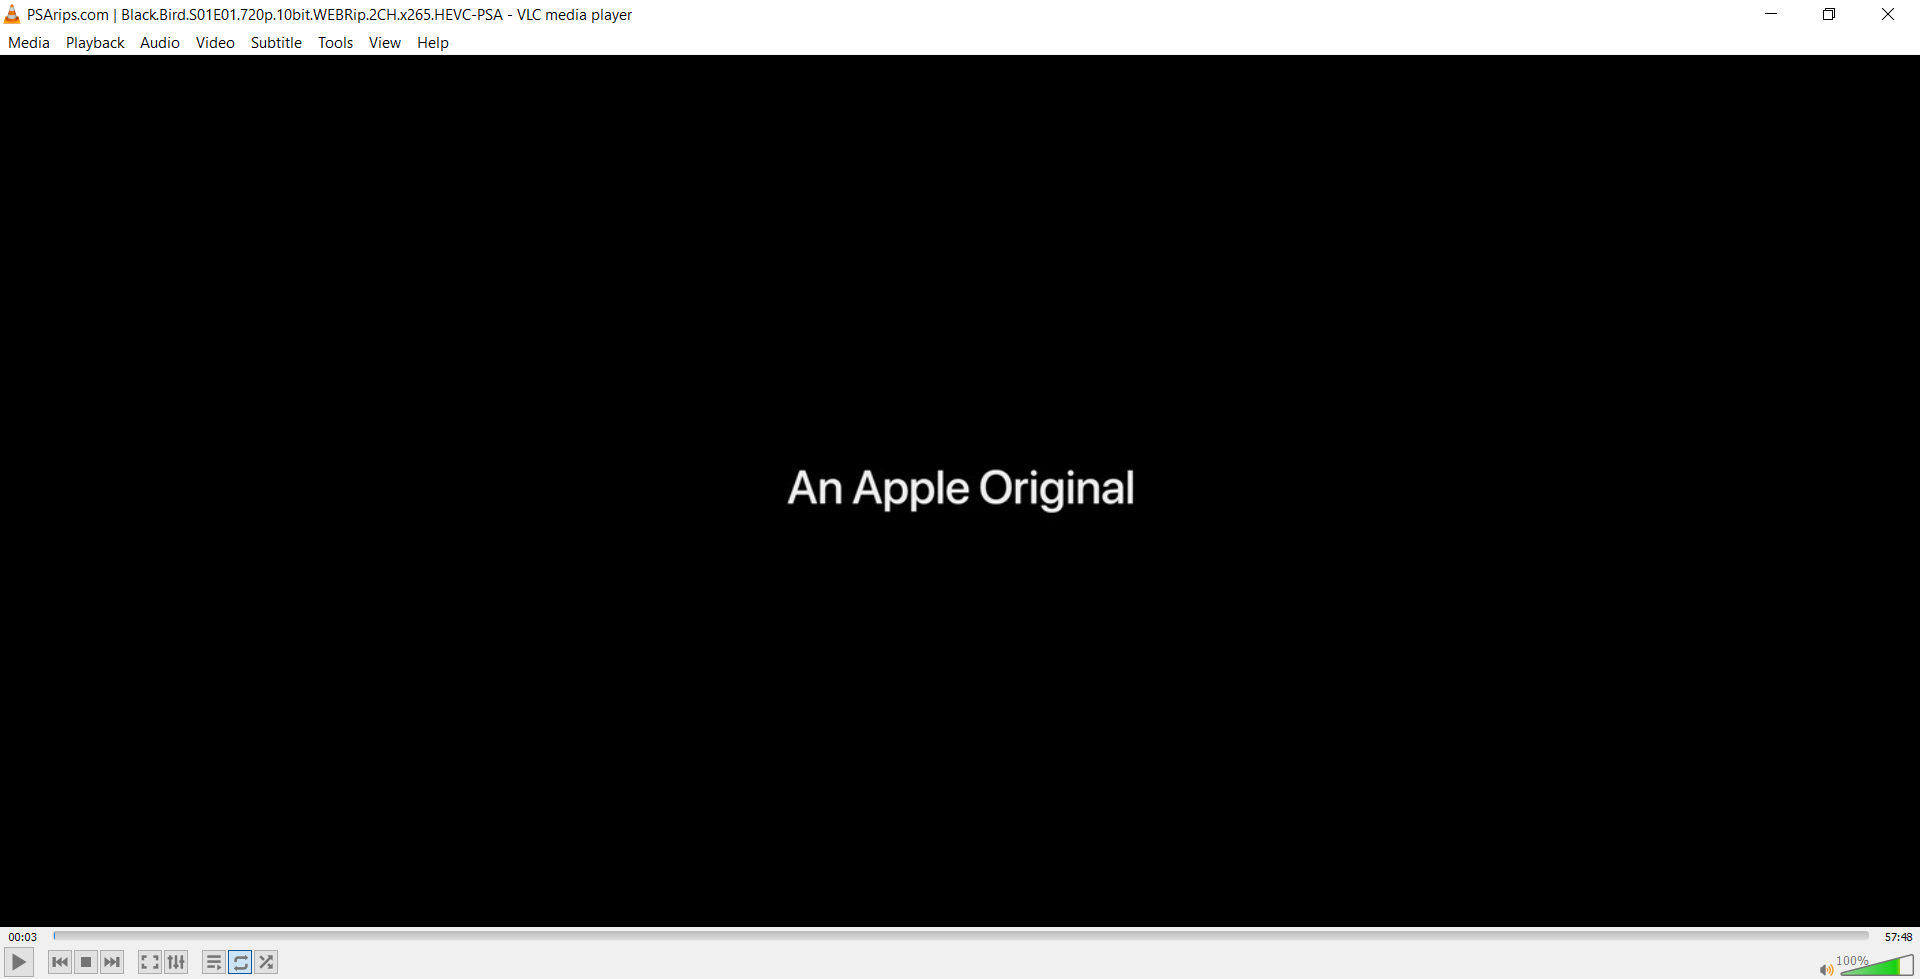 PSArips.com | Black.Bird.S01E01.720p.10bit.WEBRip.2CH.x265.HEVC-PSA - VLC media player
Media Playback Audio Video Subtitle Tools View Help
An Apple Original
00:03 57:48
100%